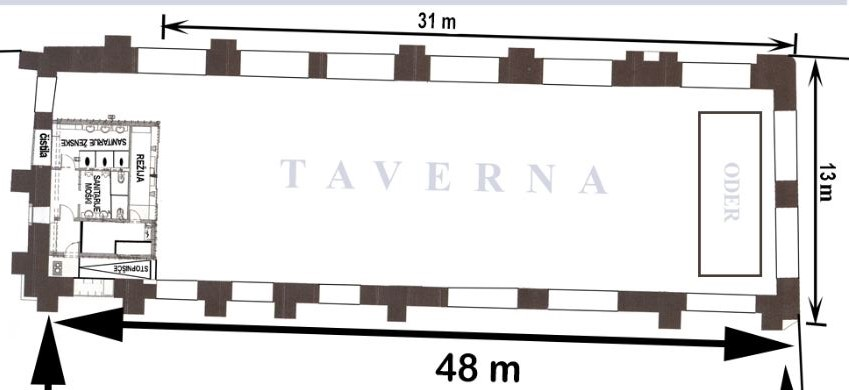 31 m
čistila
SANITARIJE ŽENSKE
REŽIJA
SANITARIJE
MOŠKI
STOPNIŠČE
TAVERNA
ODER
13 m
48 m